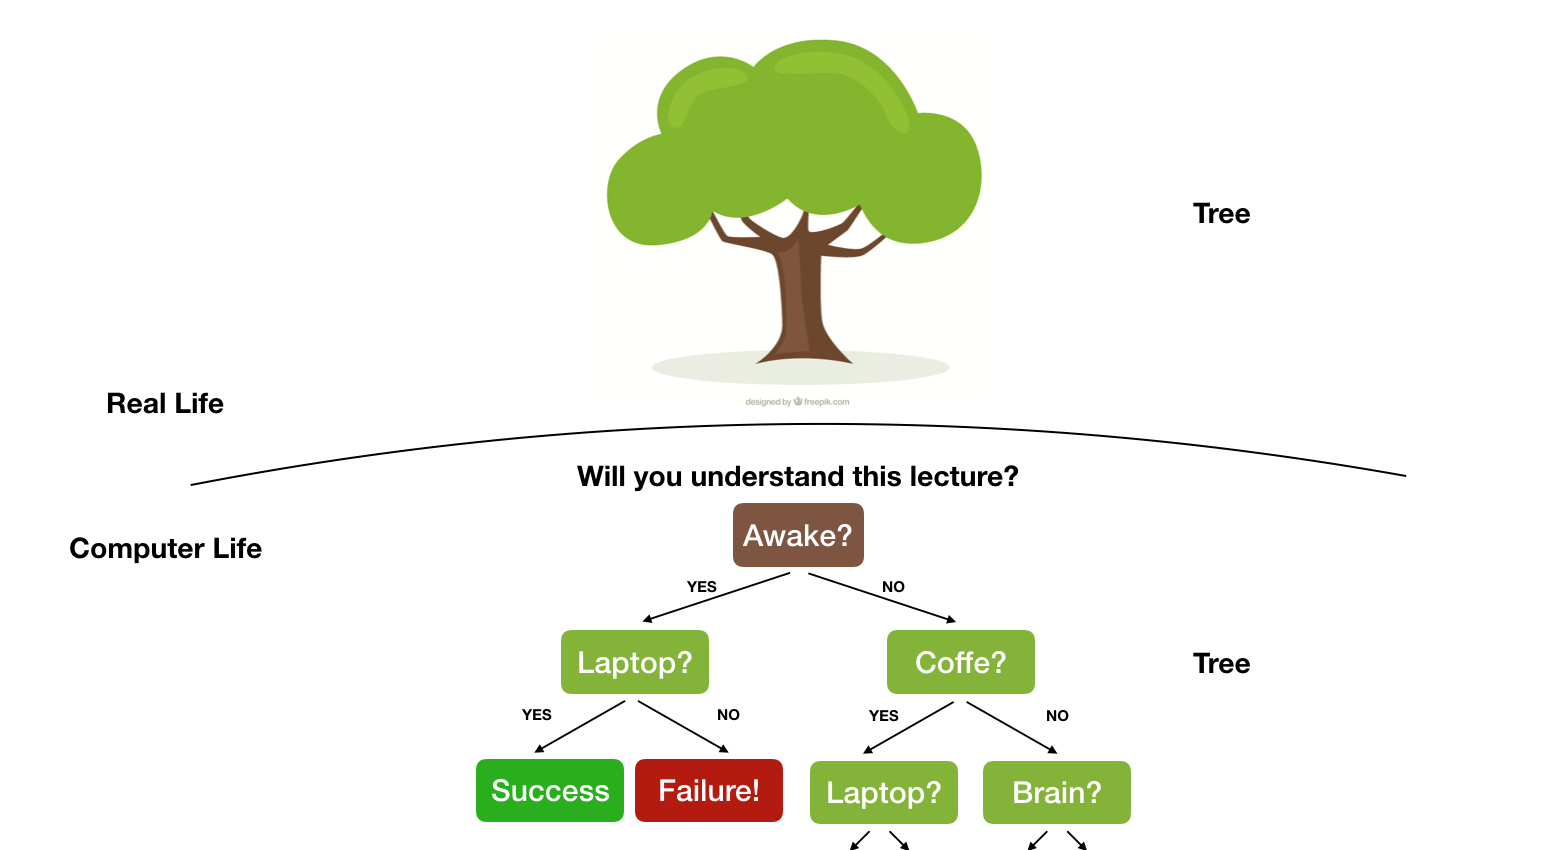 Tree
Real Life
designed by freepik.com
Will you understand this lecture?
Computer Life
Awake?
YES
NO
Laptop?
Coffe?
Tree
YES
NO
YES
NO
Success
Failure!
Laptop?
Brain?